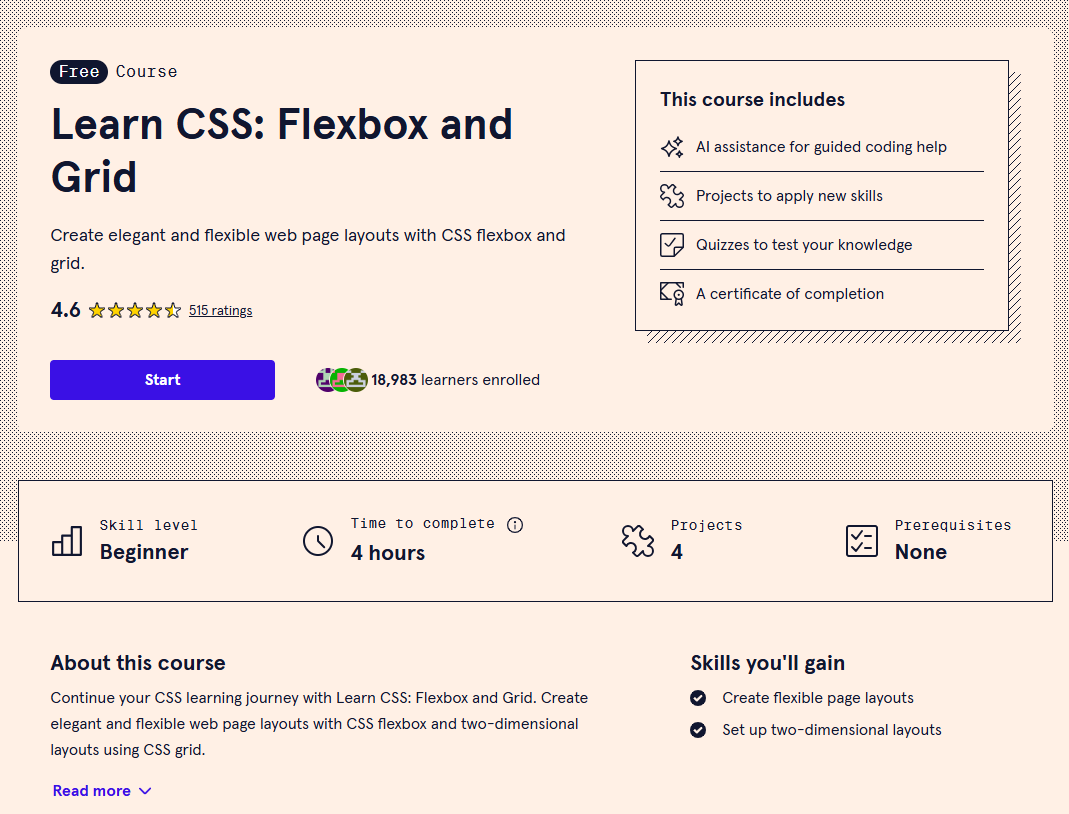 Free Course
Learn CSS: Flexbox and
Grid
Create elegant and flexible web page layouts with CSS flexbox and
grid.
4.6 515 ratings
Start
18,983 learners enrolled
This course includes
AI assistance for guided coding help
Projects to apply new skills
Quizzes to test your knowledge
A certificate of completion
Skill level
Beginner
Time to complete
4 hours
Projects
4
Prerequisites
None
About this course
Continue your CSS learning journey with Learn CSS: Flexbox and Grid. Create
elegant and flexible web page layouts with CSS flexbox and two-dimensional
layouts using CSS grid.
Read more
Skills you'll gain
Create flexible page layouts
Set up two-dimensional layouts